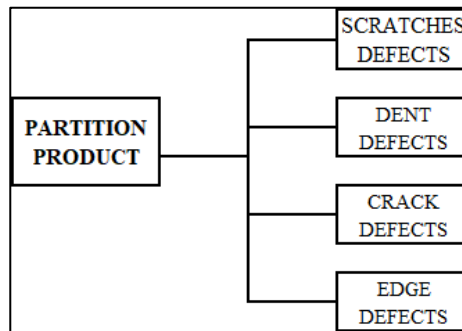 PARTITION
PRODUCT
SCRATCHES
DEFECTS
DENT
DEFECTS
CRACK
DEFECTS
EDGE
DEFECTS